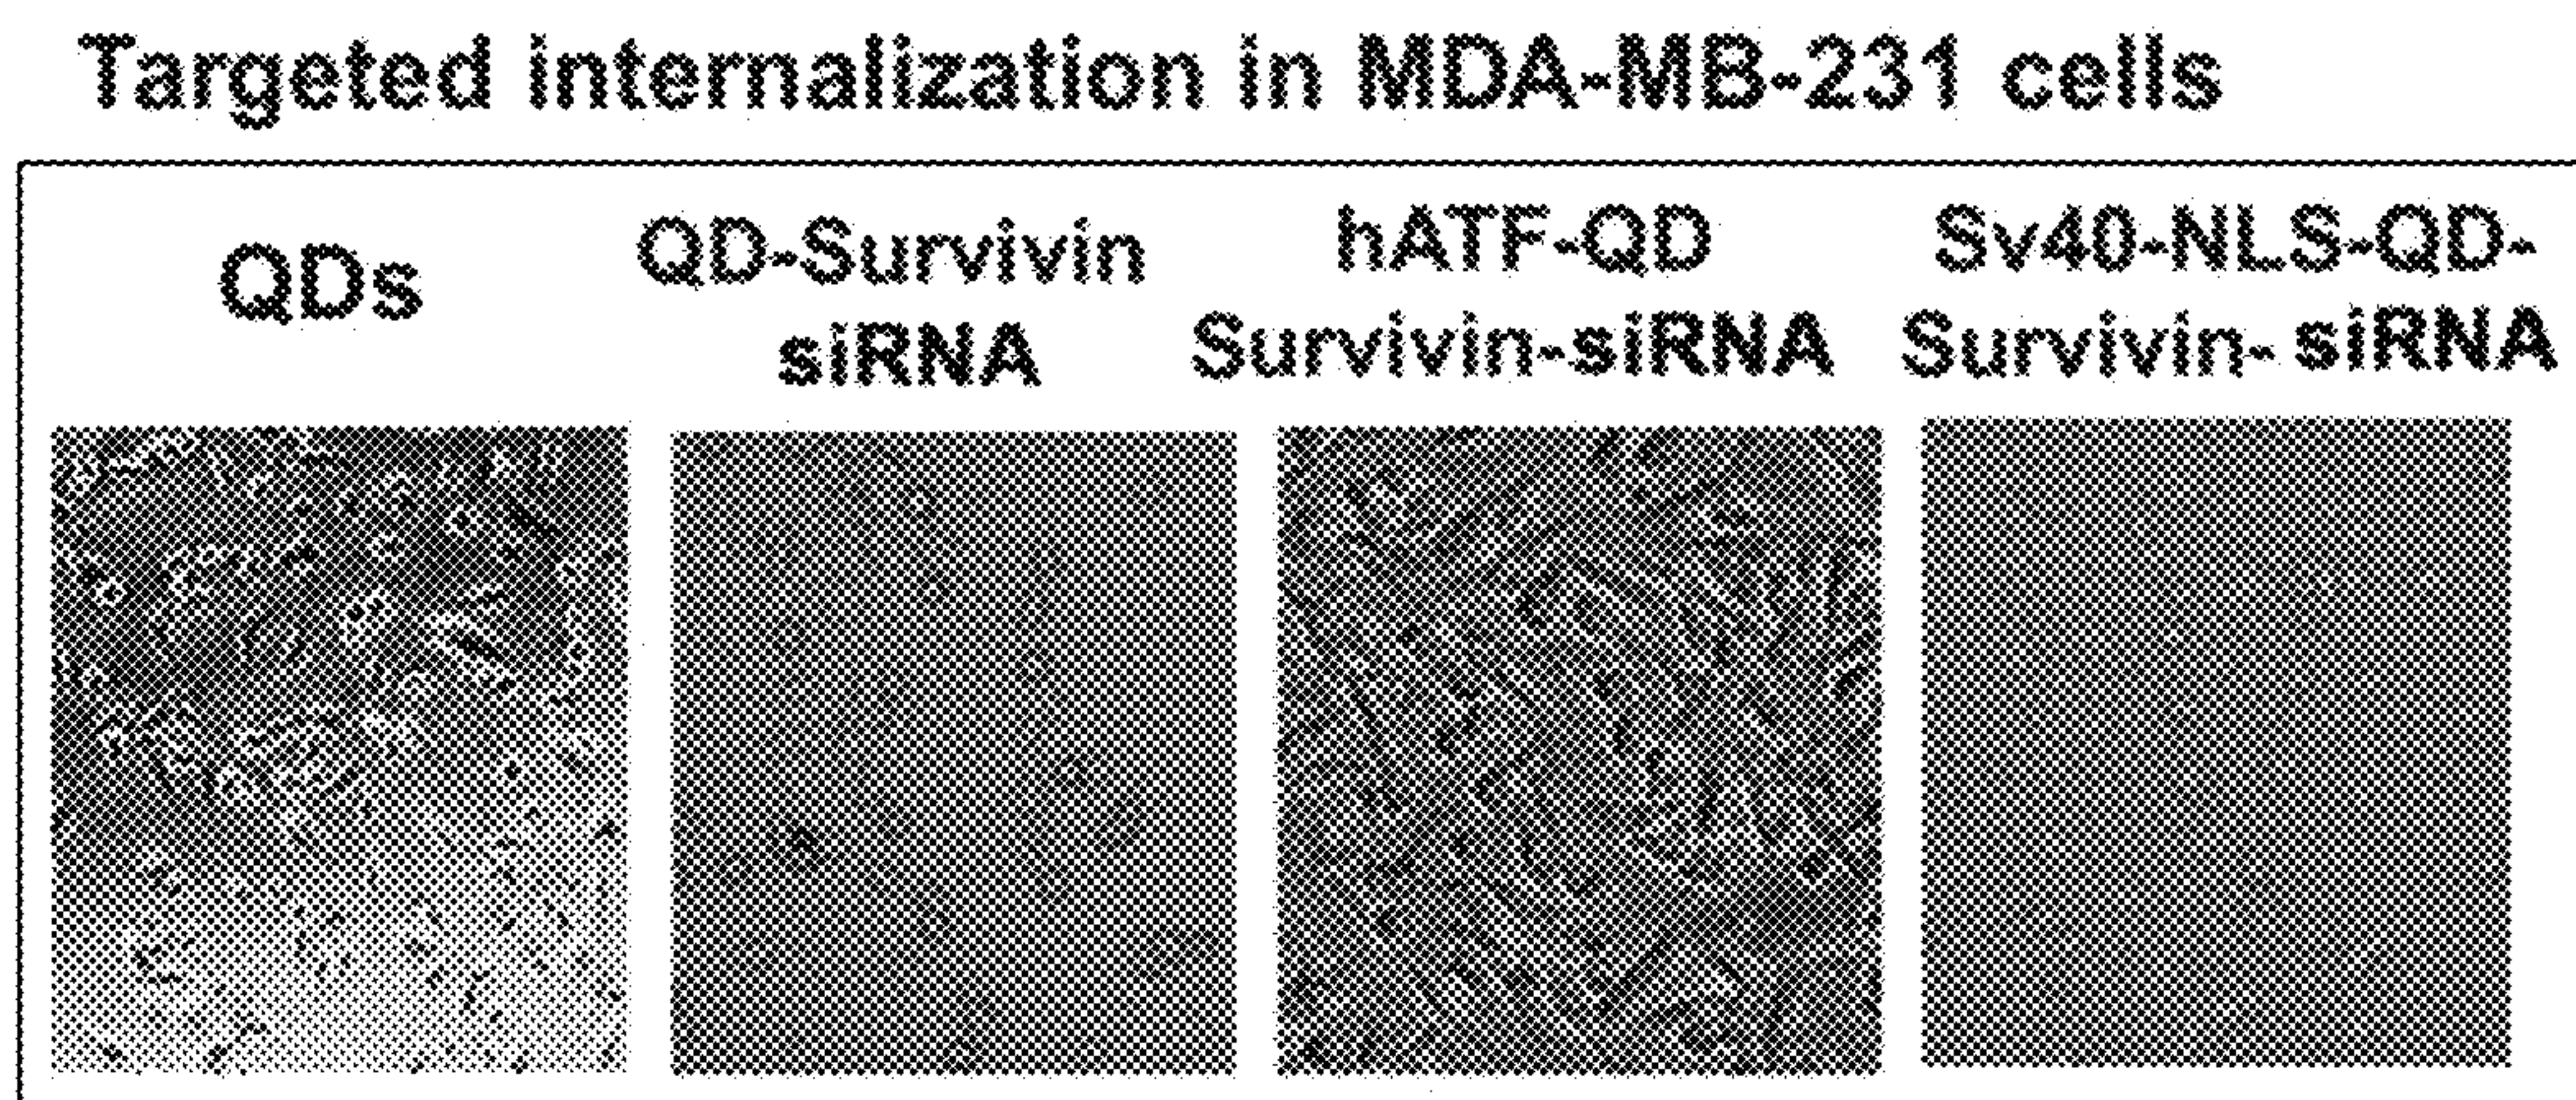 Targeted internalization in MDA-MB-231 cells
QDs
QD-Survivin
siRNA
hATF-QD
Survivin-siRNA
Sv40-NLS-QD-
Survivin- siRNA